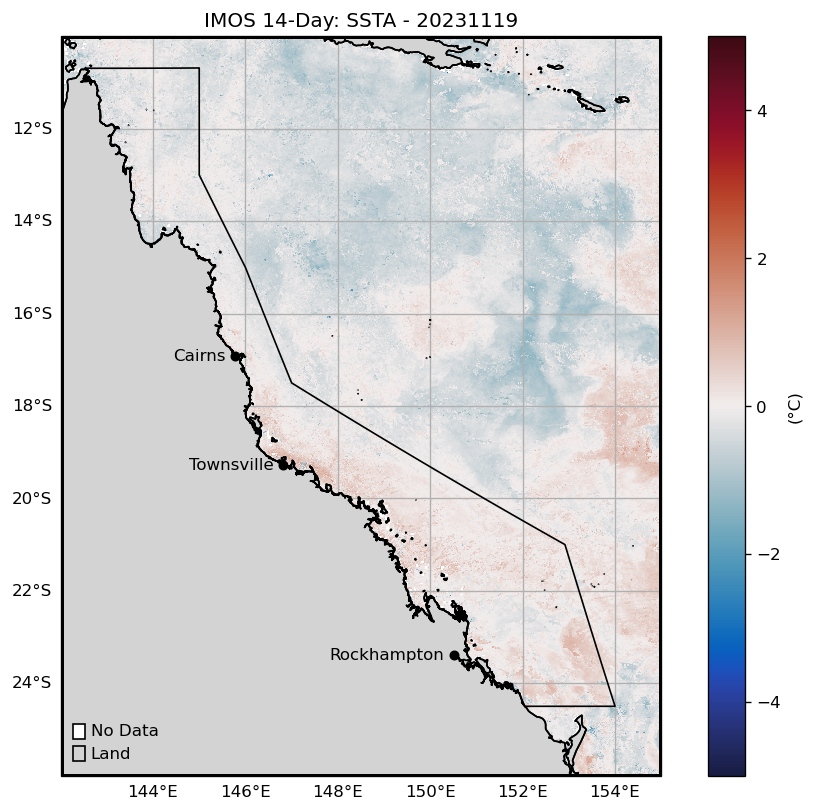 IMOS 14-Day: SSTA - 20231119
12°S
14°S
16°S
18°S
20°S
22°S
24°S
Cairns
Townsville
Rockhampton
No Data
Land
144°E
146°E
148°E
150°E
152°E
154°E
4
2
0
−2
−4
(°C)